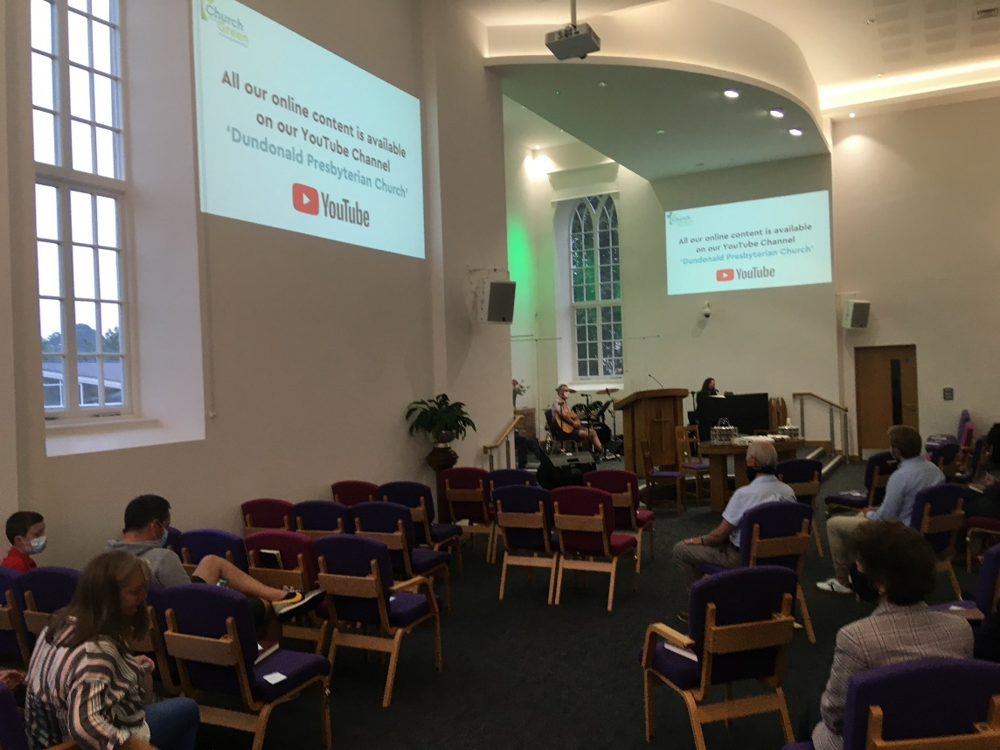 Church
Green
All our online content is available
on our YouTube Channel
'Dundonald Presbyterian Church'
YouTube
All our online content is available
on our YouTube Channel
'Dundonald Presbyterian Church'
YouTube